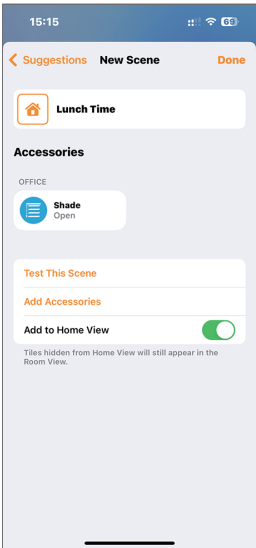 15:15
69
Suggestions New Scene Done
Lunch Time
Accessories
OFFICE
Shade
Open
Test This Scene
Add Accessories
Add to Home View
Tiles hidden from Home View will still appear in the
Room View.